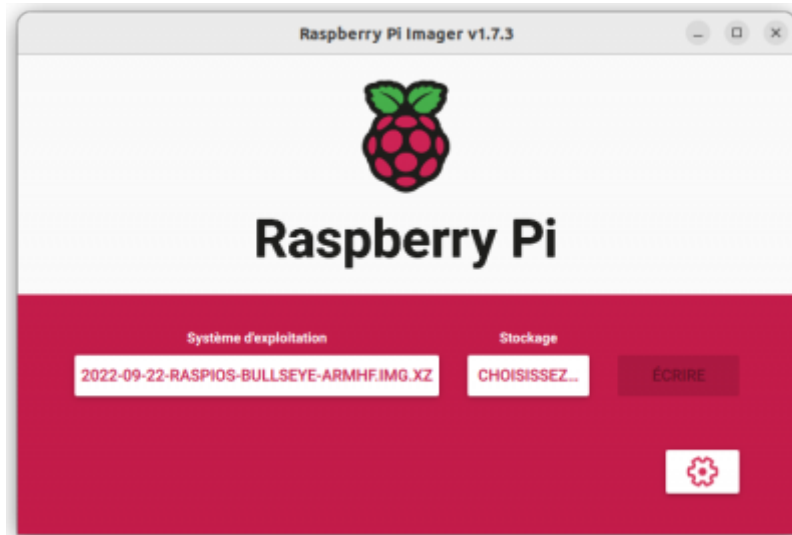 Raspberry Pi Imager v1.7.3
Raspberry Pi
Système d'exploitation
Stockage
2022-09-22-RASPIOS-BULLSEYE-ARMHF.IMG.XZ
CHOISISSEZ...
ÉCRIRE